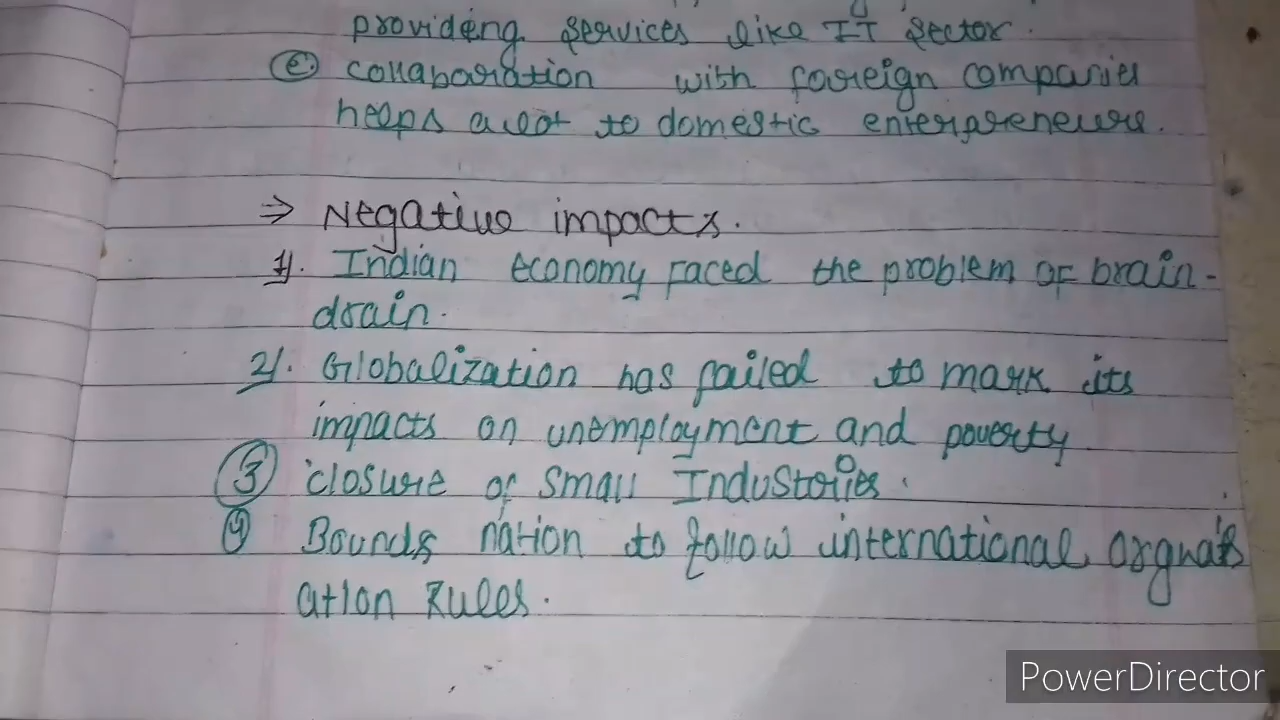 providing services like IT sector.
(e) collaboration with foreign companies
helps alot to domestic enterpreneurs.
⇒ Negative impacts.
1). Indian economy faced the problem of brain-
drain.
2). Globalization has failed to mark its
impacts on unemployment and poverty
(3) closure of small Industries.
(4) Bounds nation to follow international orgnais
ation Rules.
PowerDirector